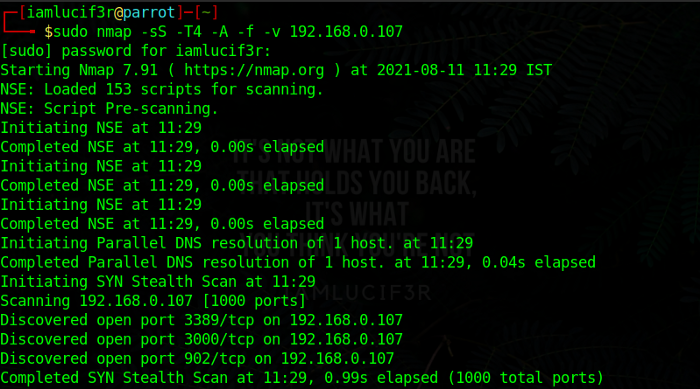 ┌─[iamlucif3r@parrot]─[~]
└──╼ $sudo nmap -sS -T4 -A -f -v 192.168.0.107
[sudo] password for iamlucif3r:
Starting Nmap 7.91 ( https://nmap.org ) at 2021-08-11 11:29 IST
NSE: Loaded 153 scripts for scanning.
NSE: Script Pre-scanning.
Initiating NSE at 11:29
Completed NSE at 11:29, 0.00s elapsed
Initiating NSE at 11:29
Completed NSE at 11:29, 0.00s elapsed
Initiating NSE at 11:29
Completed NSE at 11:29, 0.00s elapsed
Initiating Parallel DNS resolution of 1 host. at 11:29
Completed Parallel DNS resolution of 1 host. at 11:29, 0.04s elapsed
Initiating SYN Stealth Scan at 11:29
Scanning 192.168.0.107 [1000 ports]
Discovered open port 3389/tcp on 192.168.0.107
Discovered open port 3000/tcp on 192.168.0.107
Discovered open port 902/tcp on 192.168.0.107
Completed SYN Stealth Scan at 11:29, 0.99s elapsed (1000 total ports)
IT'S NOT WHAT YOU ARE
THAT HOLDS YOU BACK,
IT'S WHAT
YOU THINK YOU'RE NOT
IAMLUCIF3R